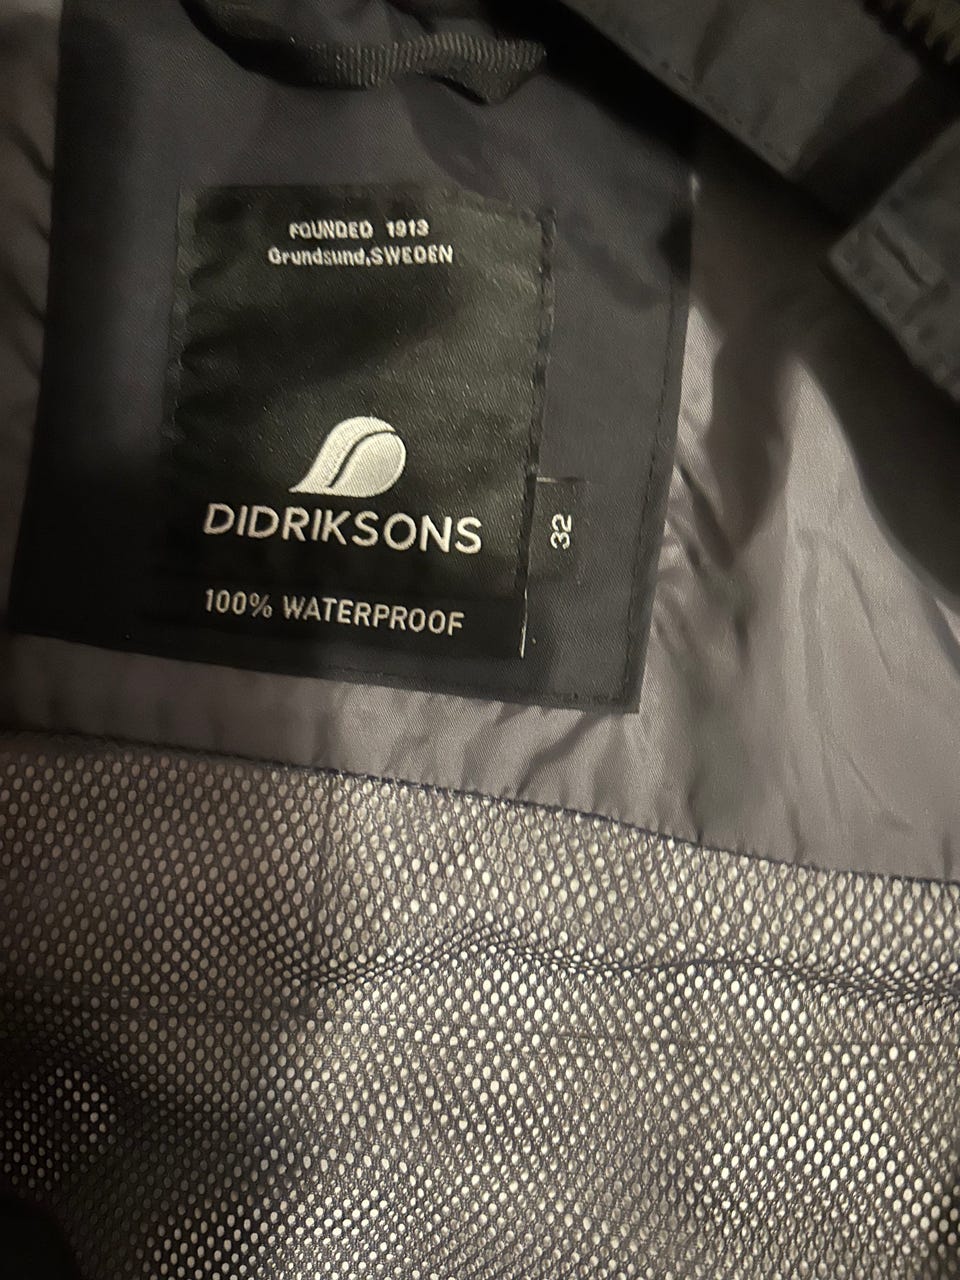 FOUNDED 1913
Grundsund,SWEDEN
DIDRIKSONS
32
100% WATERPROOF